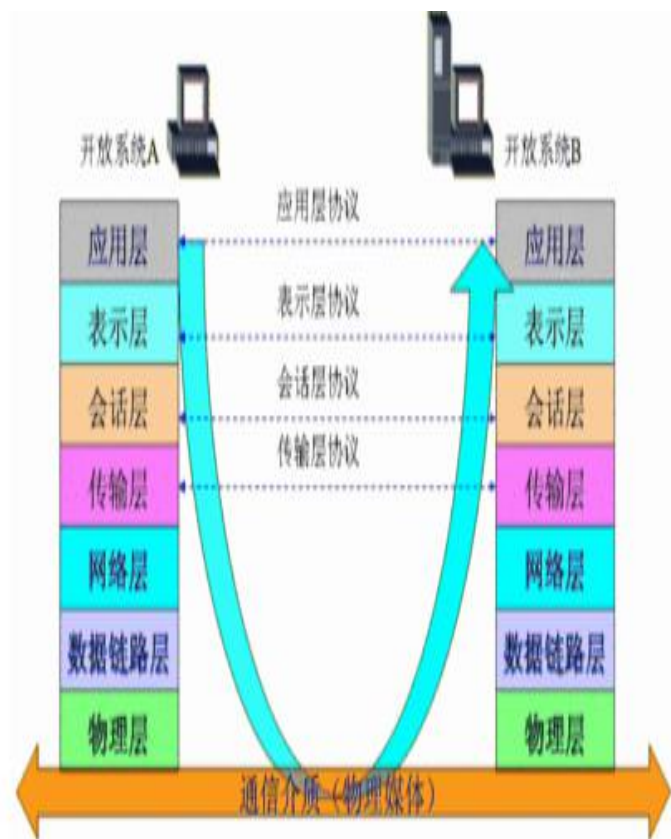 开放系统A
开放系统B
应用层协议
应用层
应用层
表示层协议
表示层
表示层
会话层协议
会话层
会话层
传输层协议
传输层
传输层
网络层
网络层
数据链路层
数据链路层
物理层
物理层
通信介质（物理媒体）